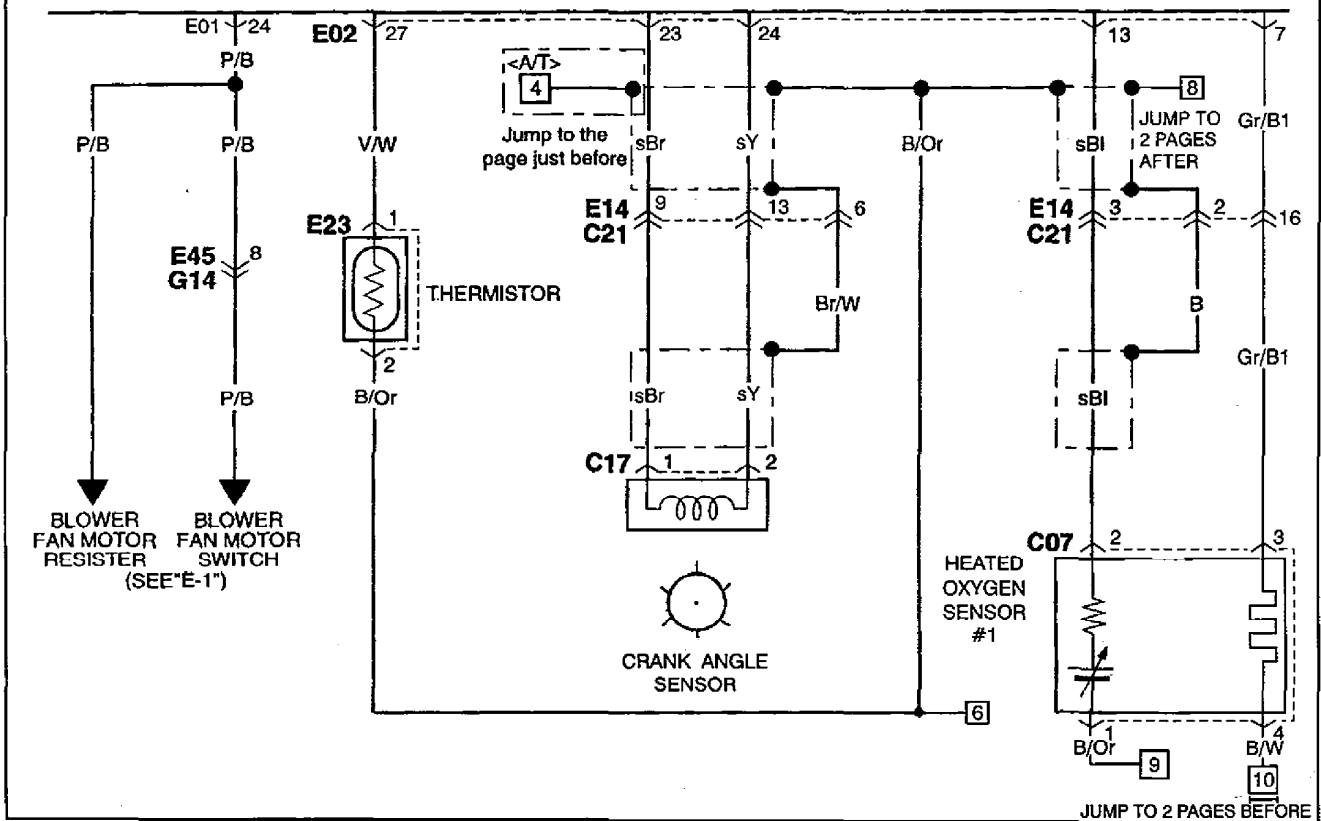 E01 24
E02 27
23
24
13
7
P/B
<A/T>
4
8
Jump to the
page just before
JUMP TO
2 PAGES
AFTER
P/B
P/B
V/W
sBr
sY
B/Or
sBl
Gr/B1
E23 1
E14 9
C21
13
6
E14 3
C21
2
16
E45 8
G14
THERMISTOR
Br/W
B
2
Gr/B1
P/B
B/Or
sBr
sY
sBl
C17 1
2
BLOWER
FAN MOTOR
RESISTER
BLOWER
FAN MOTOR
SWITCH
(SEE"E-1")
C07 2
3
HEATED
OXYGEN
SENSOR
#1
CRANK ANGLE
SENSOR
6
1
4
B/Or
B/W
9
10
JUMP TO 2 PAGES BEFORE